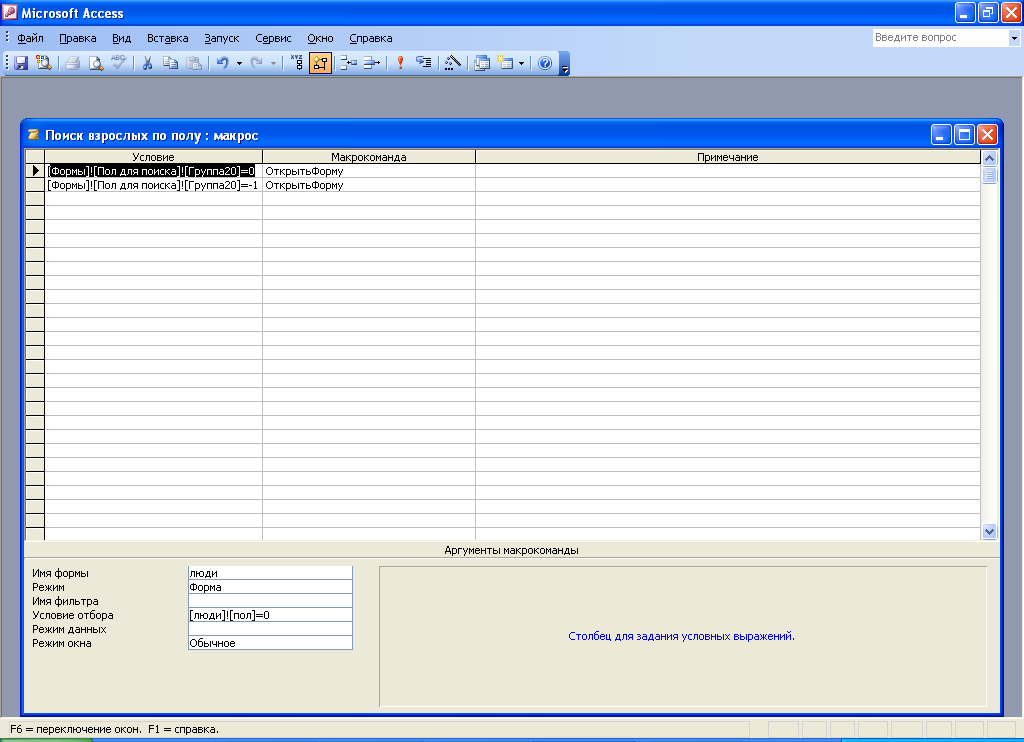 Microsoft Access
Файл Правка Вид Вставка Запуск Сервис Окно Справка Введите вопрос
Поиск взрослых по полу : макрос
Условие Макрокоманда Примечание
[Формы]![Пол для поиска]![Группа20]=0 ОткрытьФорму
[Формы]![Пол для поиска]![Группа20]=-1 ОткрытьФорму
Аргументы макрокоманды
Имя формы люди
Режим Форма
Имя фильтра
Условие отбора [люди]![пол]=0
Режим данных
Режим окна Обычное
Столбец для задания условных выражений.
F6 = переключение окон. F1 = справка.